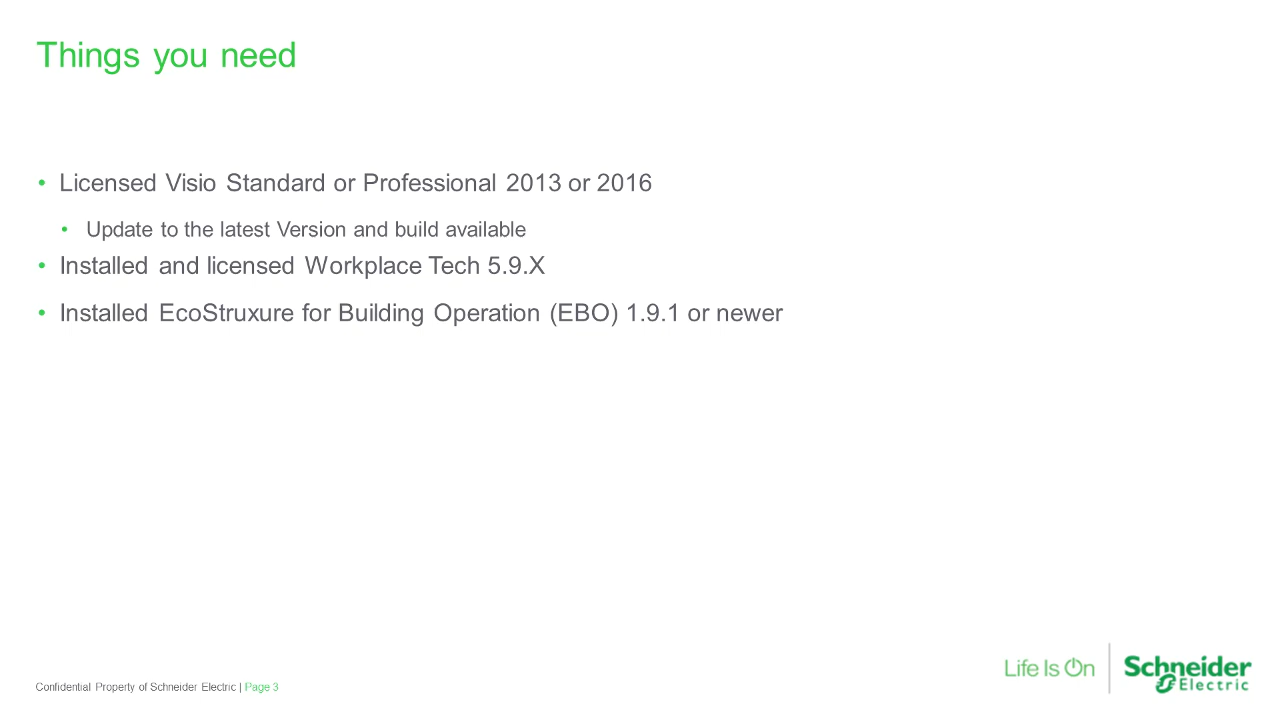 Things you need
• Licensed Visio Standard or Professional 2013 or 2016
• Update to the latest Version and build available
• Installed and licensed Workplace Tech 5.9.X
• Installed EcoStruxure for Building Operation (EBO) 1.9.1 or newer
Confidential Property of Schneider Electric | Page 3
Life Is On
Schneider
Electric